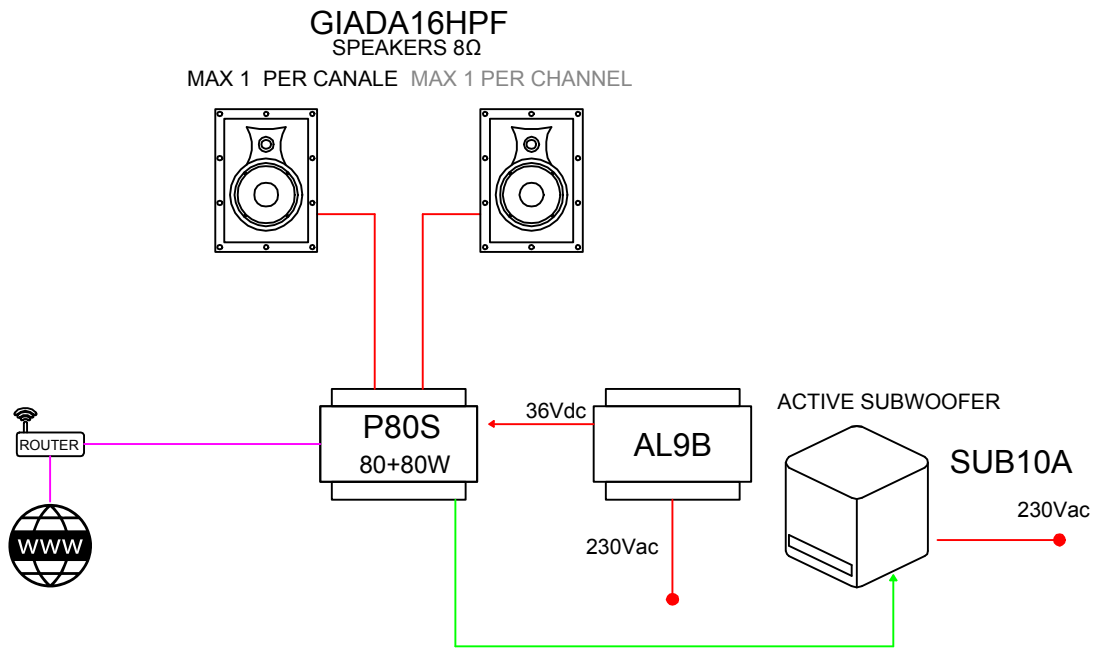 GIADA16HPF
SPEAKERS 8Ω
MAX 1 PER CANALE MAX 1 PER CHANNEL
P80S
80+80W
36Vdc
AL9B
ACTIVE SUBWOOFER
SUB10A
230Vac
230Vac
ROUTER
WWW